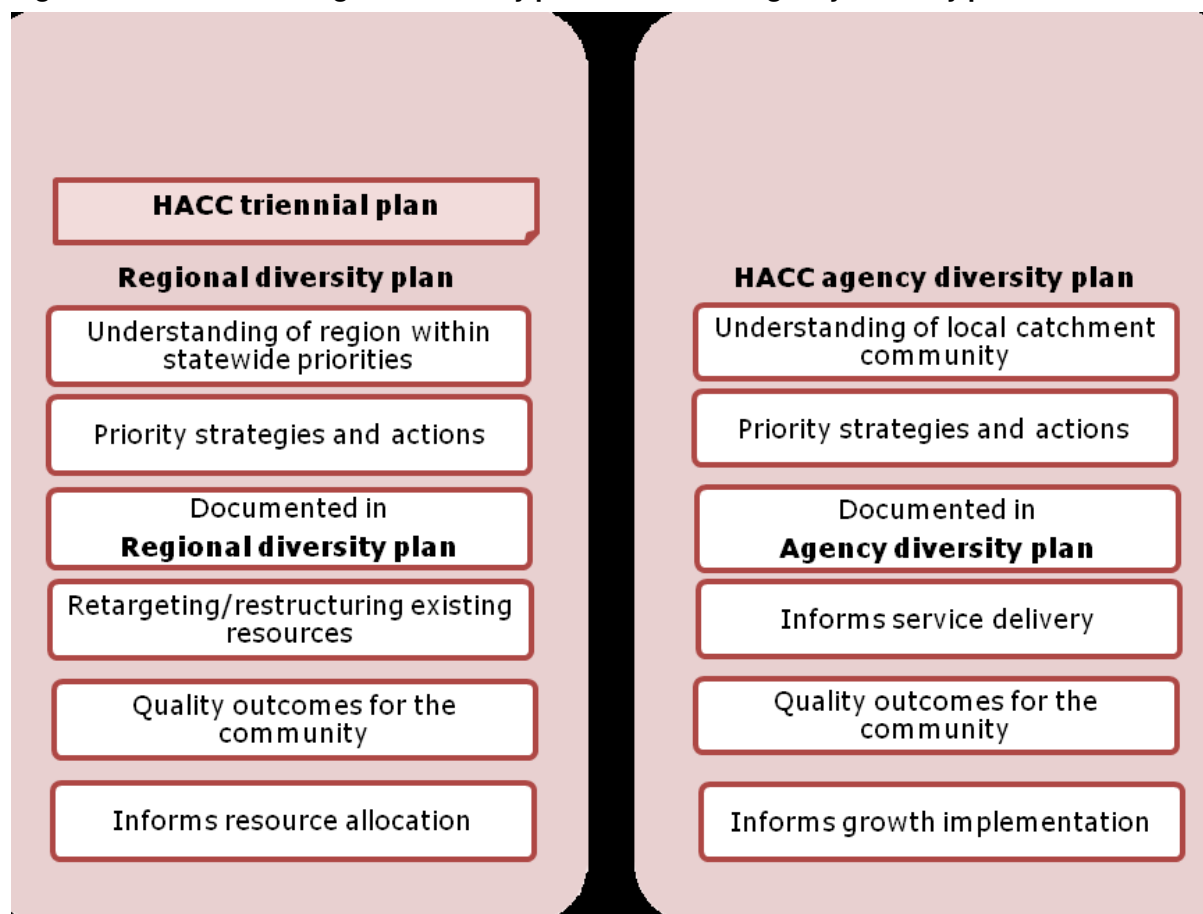 HACC triennial plan
Regional diversity plan
Understanding of region within
statewide priorities
Priority strategies and actions
Documented in
Regional diversity plan
Retargeting/restructuring existing
resources
Quality outcomes for the
community
Informs resource allocation
HACC agency diversity plan
Understanding of local catchment
community
Priority strategies and actions
Documented in
Agency diversity plan
Informs service delivery
Quality outcomes for the
community
Informs growth implementation